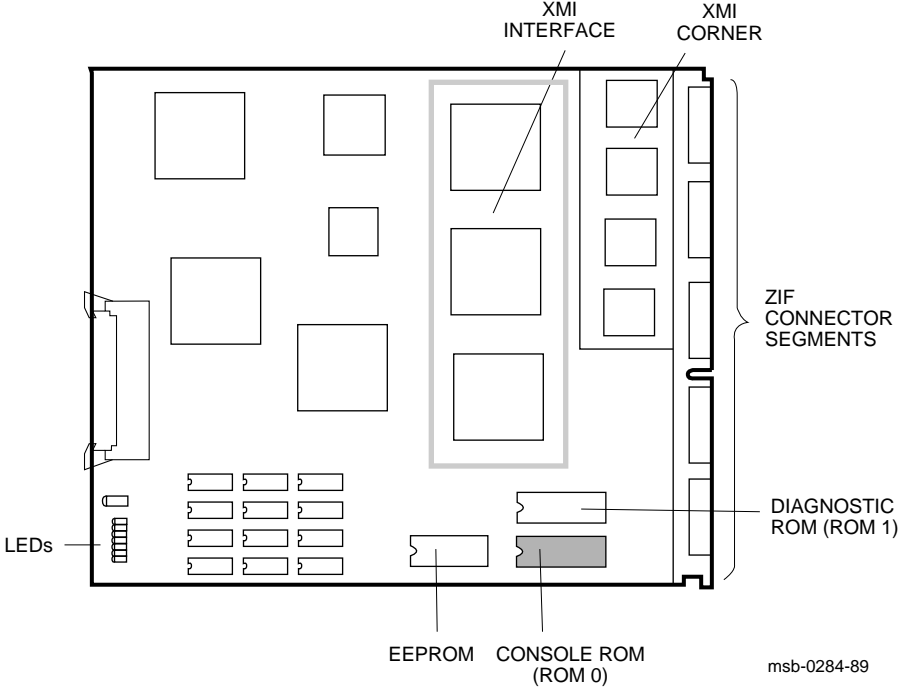 XMI
INTERFACE
XMI
CORNER
ZIF
CONNECTOR
SEGMENTS
DIAGNOSTIC
ROM (ROM 1)
LEDs
EEPROM
CONSOLE ROM
(ROM 0)
msb-0284-89